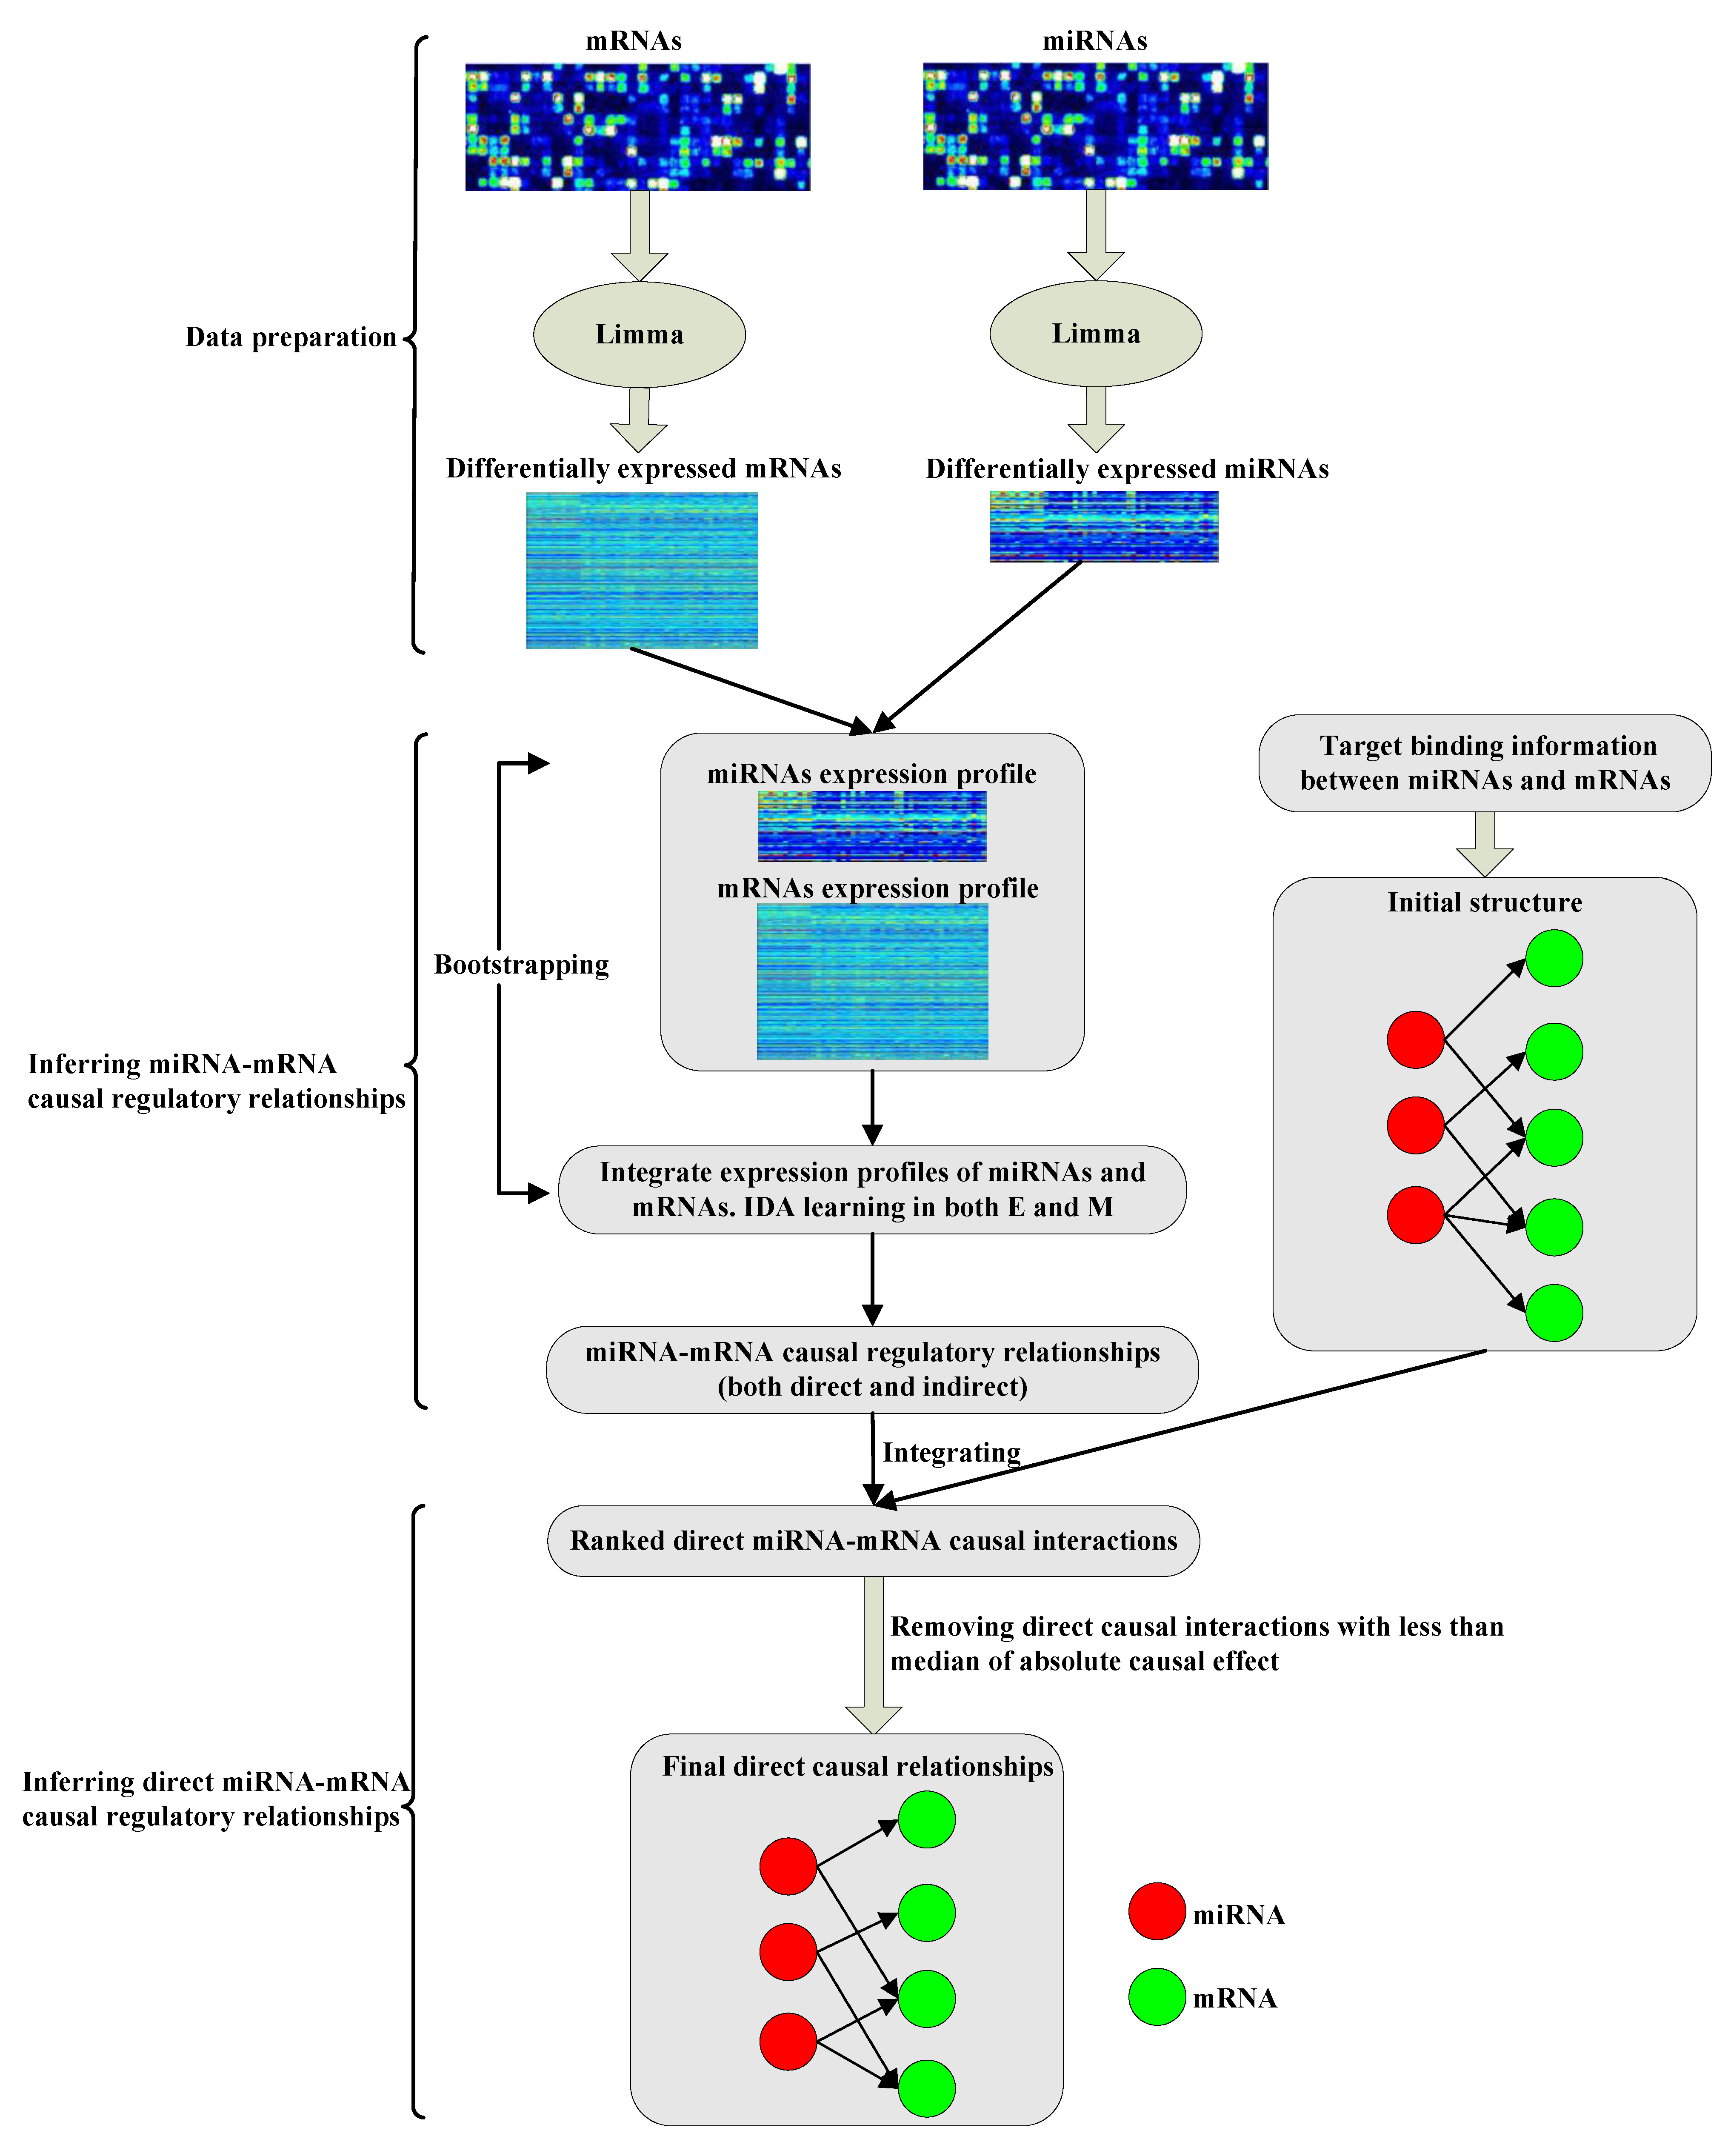 mRNAs
miRNAs
Limma
Limma
Data preparation
Differentially expressed mRNAs
Differentially expressed miRNAs
Target binding information
between miRNAs and mRNAs
miRNAs expression profile
mRNAs expression profile
Initial structure
Bootstrapping
Inferring miRNA-mRNA
causal regulatory relationships
Integrate expression profiles of miRNAs and
mRNAs. IDA learning in both E and M
miRNA-mRNA causal regulatory relationships
(both direct and indirect)
Integrating
Ranked direct miRNA-mRNA causal interactions
Removing direct causal interactions with less than
median of absolute causal effect
Inferring direct miRNA-mRNA
causal regulatory relationships
Final direct causal relationships
miRNA
mRNA